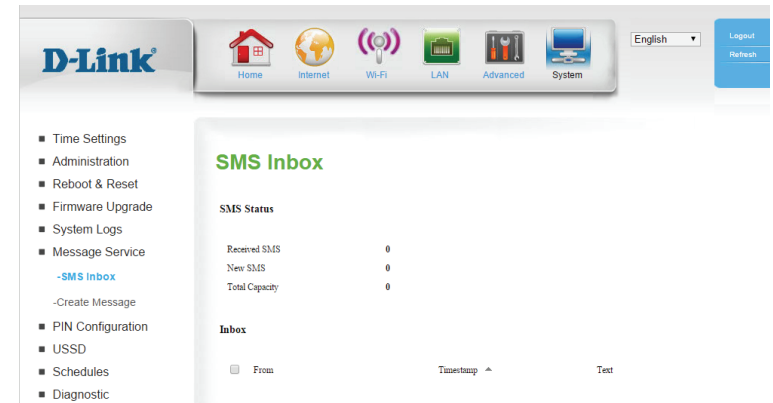 D-Link
Home Internet Wi-Fi LAN Advanced System
English
Logout
Refresh
Time Settings
Administration
Reboot & Reset
Firmware Upgrade
System Logs
Message Service
-SMS Inbox
-Create Message
PIN Configuration
USSD
Schedules
Diagnostic
SMS Inbox
SMS Status
Received SMS 0
New SMS 0
Total Capacity 0
Inbox
From Timestamp Text